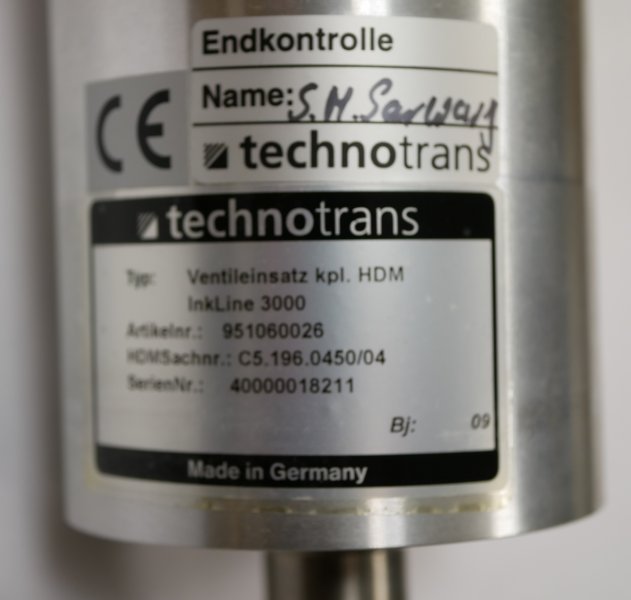 Endkontrolle
CE
Name: S.M.Sarwary
technotrans
technotrans
Typ: Ventileinsatz kpl. HDM
InkLine 3000
Artikelnr.: 951060026
HDMSachnr.: C5.196.0450/04
SerienNr.: 40000018211
Bj: 09
Made in Germany